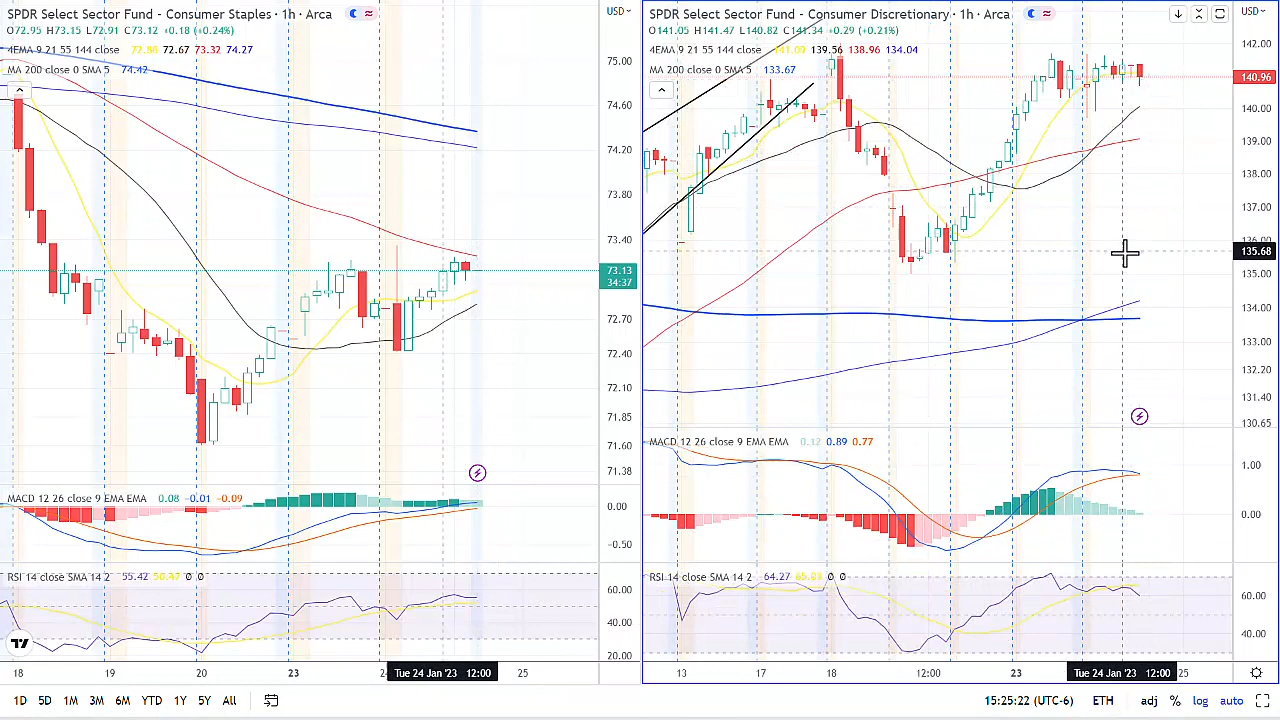 SPDR Select Sector Fund - Consumer Staples · 1h · Arca
O72.95 H73.15 L72.91 C73.12 +0.18 (+0.24%)
4EMA 9 21 55 144 close 72.67 73.32 74.27
MA 200 close 0 SMA 5 74.42
USD
75.00
74.60
74.20
73.80
73.40
73.13
34:37
72.70
72.40
72.10
71.85
71.60
71.38
MACD 12 26 close 9 EMA EMA 0.08 −0.01 −0.09
0.00
−0.50
RSI 14 close SMA 14 2 55.42 50.47 0 0
60.00
40.00
20.00
18 19 20 23 Tue 24 Jan '23 12:00 25
SPDR Select Sector Fund - Consumer Discretionary · 1h · Arca
O141.05 H141.47 L140.82 C141.34 +0.29 (+0.21%)
4EMA 9 21 55 144 close 141.09 139.56 138.96 134.04
MA 200 close 0 SMA 5 133.67
USD
142.00
140.96
140.00
139.00
138.00
137.00
136.00
135.68
135.00
134.00
133.00
132.20
131.40
130.65
MACD 12 26 close 9 EMA EMA 0.12 0.89 0.77
1.00
0.00
RSI 14 close SMA 14 2 64.27 0 0
60.00
40.00
13 17 18 12:00 23 Tue 24 Jan '23 12:00 25
1D 5D 1M 3M 6M YTD 1Y 5Y All
15:25:22 (UTC-6) ETH adj % log auto